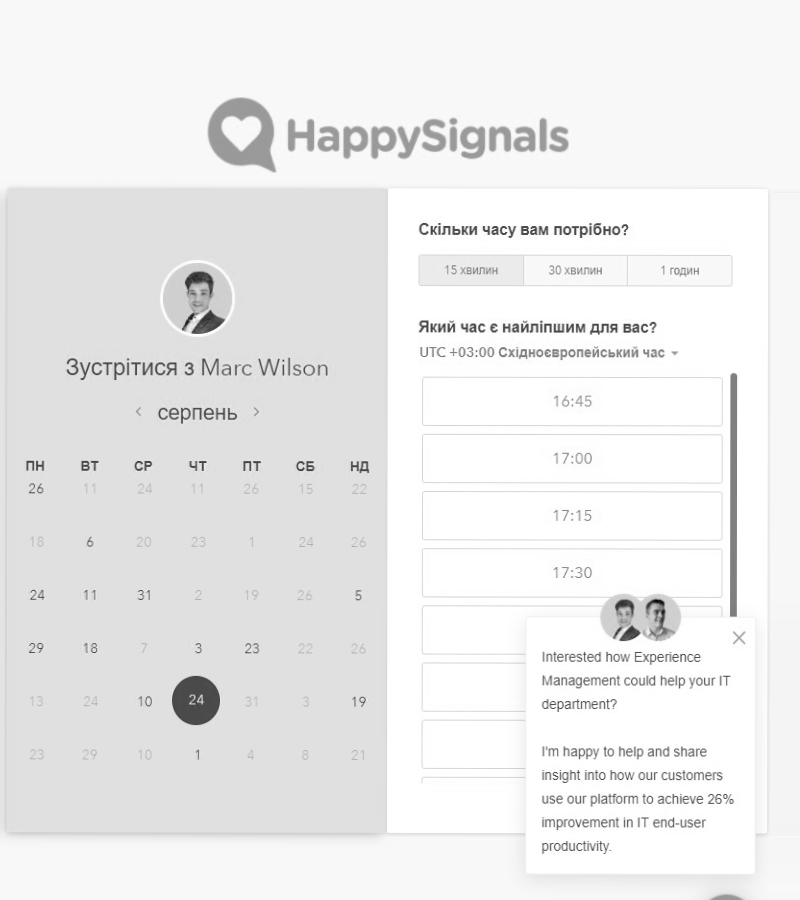 HappySignals
Зустрітися з Marc Wilson
серпень
ПН ВТ СР ЧТ ПТ СБ НД
26 11 24 11 26 15 22
18 6 20 23 1 24 26
24 11 31 2 19 26 5
29 18 7 3 23 22 26
13 24 10 24 31 3 19
23 29 10 1 4 8 21
Скільки часу вам потрібно?
15 хвилин 30 хвилин 1 годин
Який час є найліпшим для вас?
UTC +03:00 Східноєвропейський час
16:45
17:00
17:15
17:30
Interested how Experience
Management could help your IT
department?
I'm happy to help and share
insight into how our customers
use our platform to achieve 26%
improvement in IT end-user
productivity.